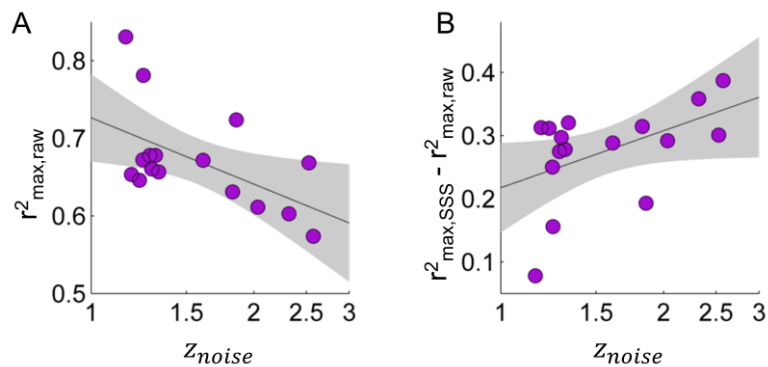 A
r²max,raw
0.8
0.7
0.6
0.5
1 1.5 2 2.5 3
znoise
B
r²max,SSS - r²max,raw
0.4
0.3
0.2
0.1
1 1.5 2 2.5 3
znoise